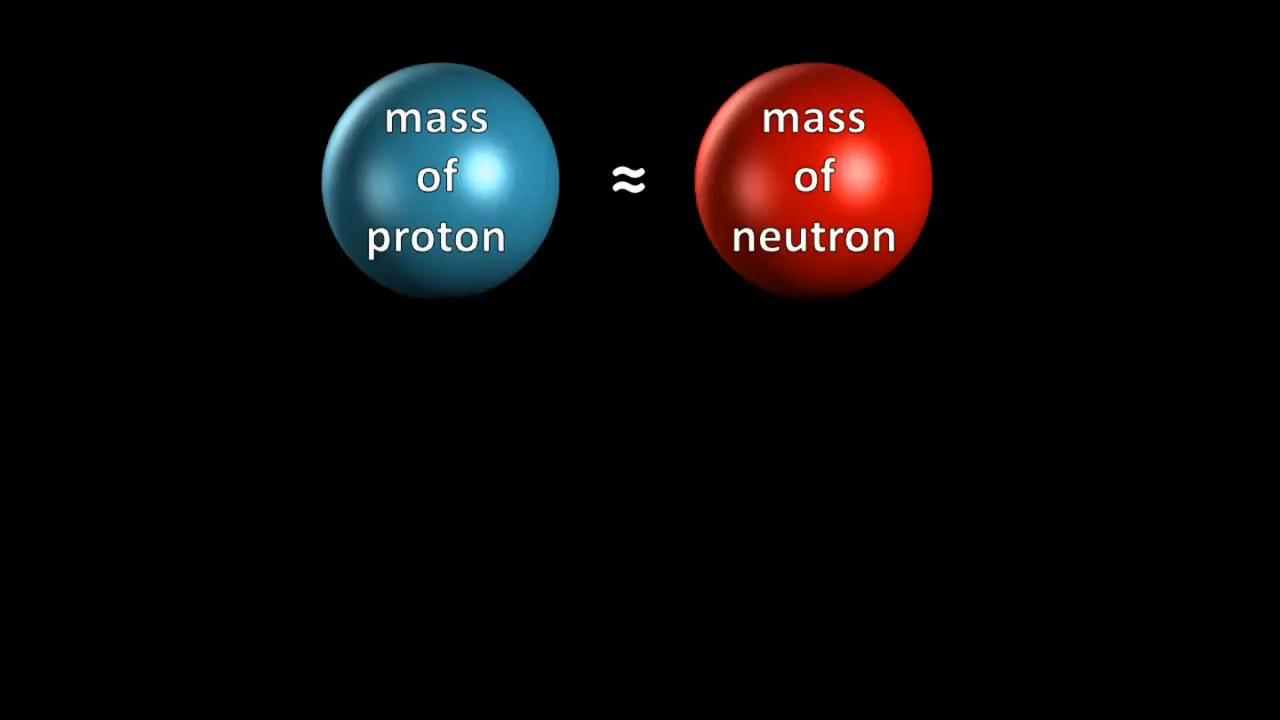 mass
of
proton
≈
mass
of
neutron